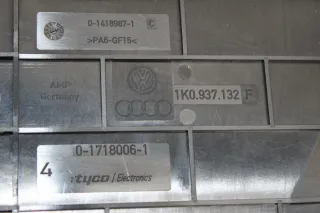 0-1418987-1 C
>PA6-GF15<
AMP
Germany
1K0.937.132 F
0-1718006-1
4
tyco / Electronics